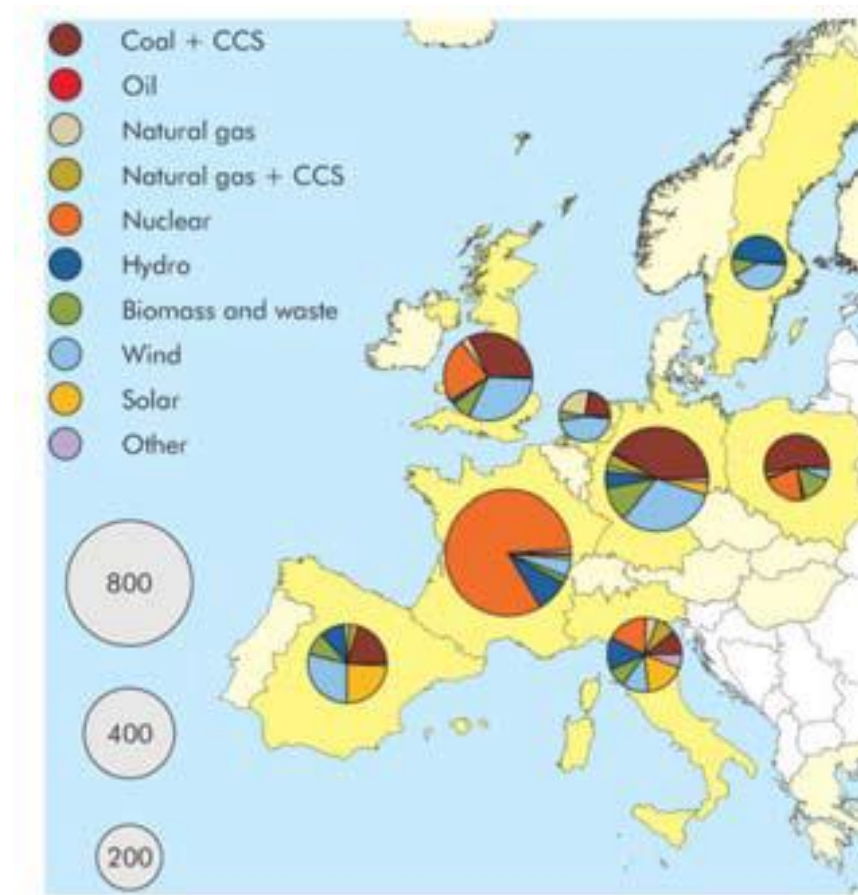 Coal + CCS
Oil
Natural gas
Natural gas + CCS
Nuclear
Hydro
Biomass and waste
Wind
Solar
Other
800
400
200